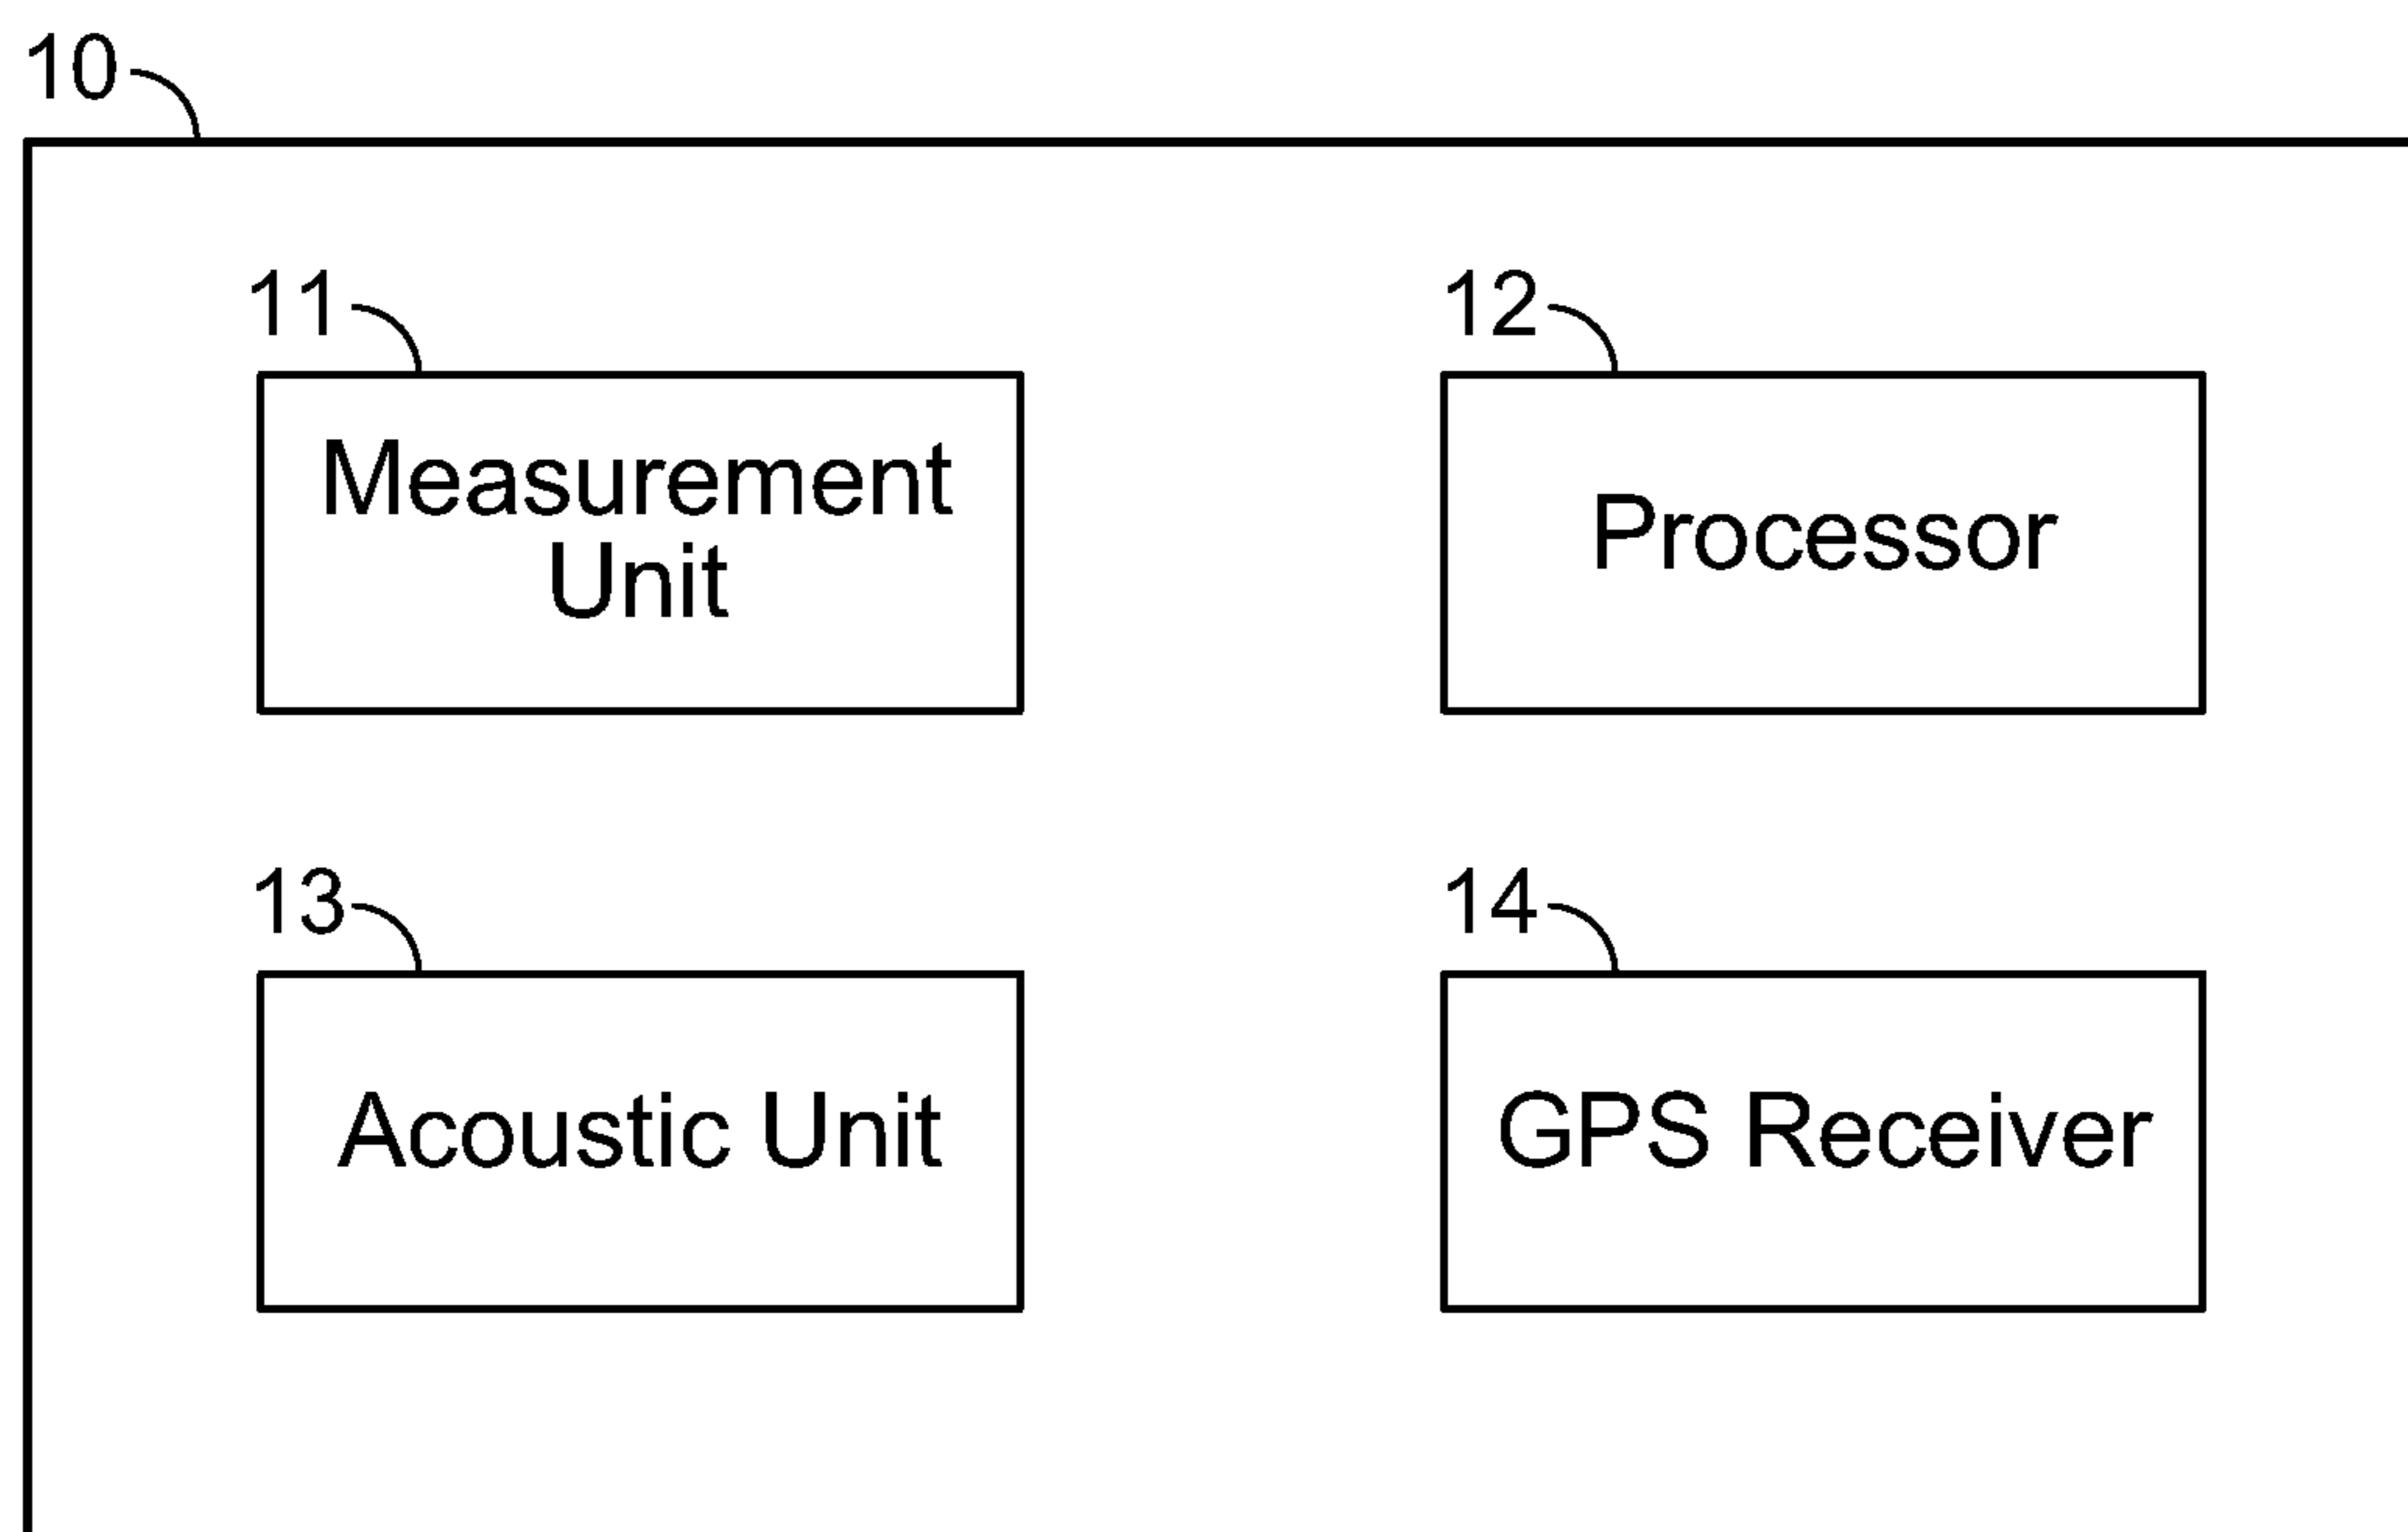 10
11
12
Measurement
Unit
Processor
13
14
Acoustic Unit
GPS Receiver